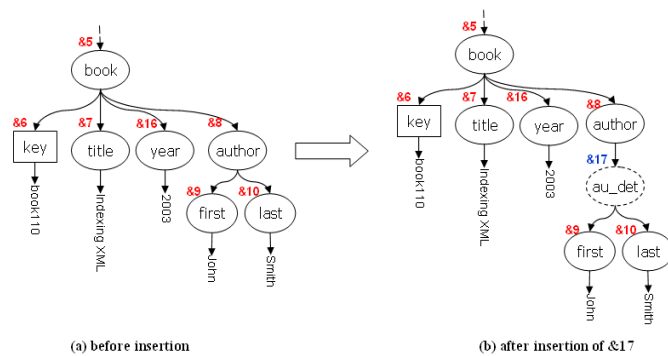 &5
book
&6 &7 &16 &8
key title year author
&9 &10
first last
book110
Indexing XML
2003
John
Smith
(a) before insertion
&5
book
&6 &7 &16 &8
key title year author
&17
au_det
&9 &10
first last
book110
Indexing XML
2003
John
Smith
(b) after insertion of &17